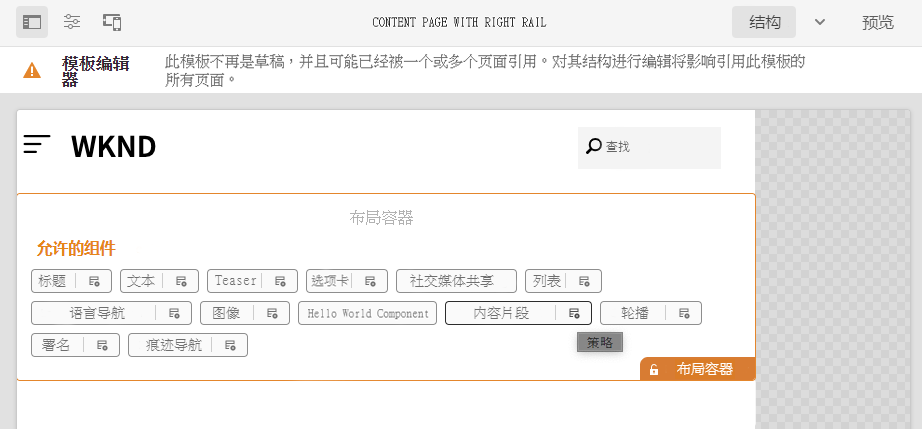 CONTENT PAGE WITH RIGHT RAIL
结构
预览
模板编辑器
此模板不再是草稿，并且可能已经被一个或多个页面引用。对其结构进行编辑将影响引用此模板的
所有页面。
WKND
查找
布局容器
允许的组件
标题 文本 Teaser 选项卡 社交媒体共享 列表
语言导航 图像 Hello World Component 内容片段 轮播
署名 痕迹导航
策略
布局容器